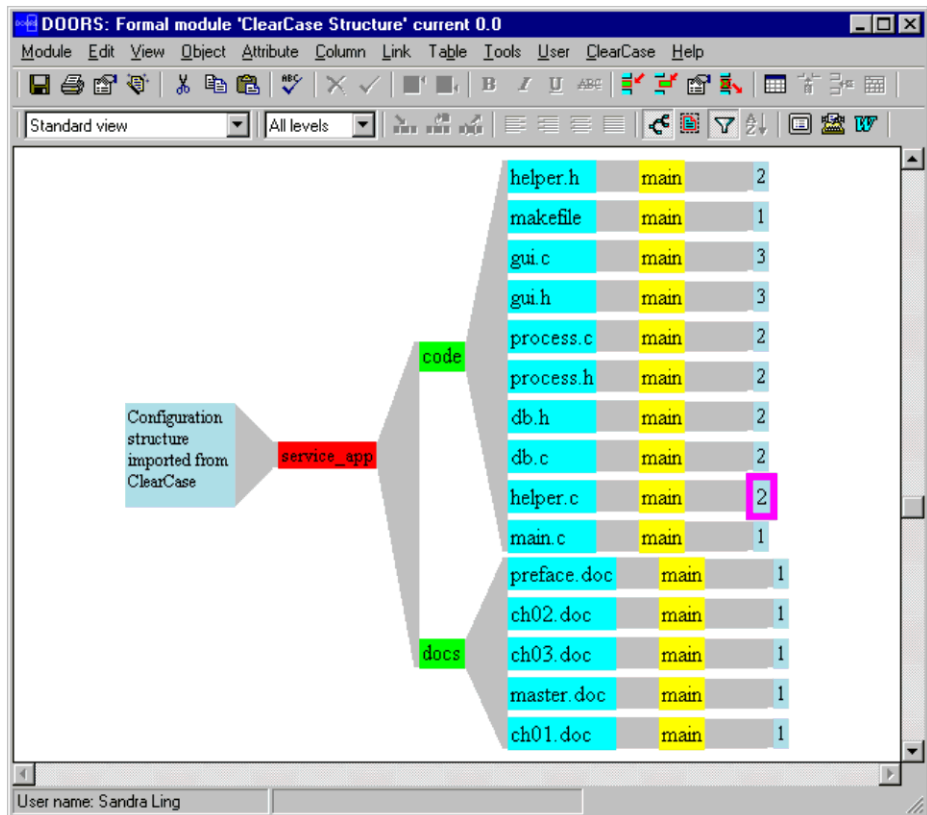 DOORS: Formal module 'ClearCase Structure' current 0.0
Module Edit View Object Attribute Column Link Table Tools User ClearCase Help
ABC B I U ABC
Standard view All levels W
helper.h main 2
makefile main 1
gui.c main 3
gui.h main 3
process.c main 2
code
process.h main 2
db.h main 2
Configuration
structure
imported from
ClearCase
service_app
db.c main 2
helper.c main 2
main.c main 1
preface.doc main 1
ch02.doc main 1
docs
ch03.doc main 1
master.doc main 1
ch01.doc main 1
User name: Sandra Ling